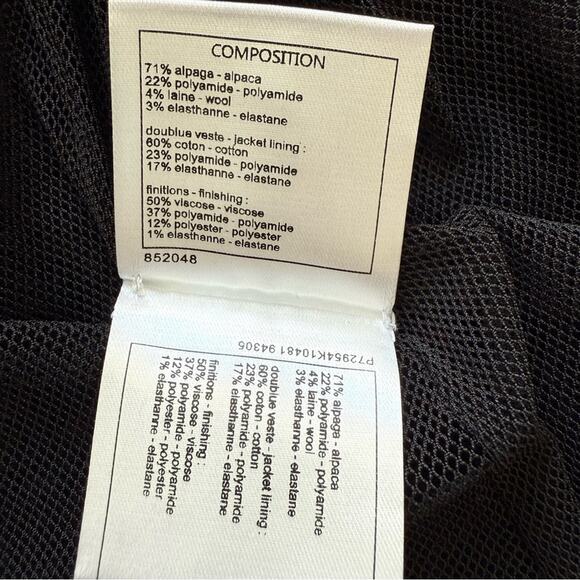 COMPOSITION
71% alpaga - alpaca
22% polyamide - polyamide
4% laine - wool
3% elasthanne - elastane
doublue veste - jacket lining :
60% coton - cotton
23% polyamide - polyamide
17% elasthanne - elastane
finitions - finishing :
50% viscose - viscose
37% polyamide - polyamide
12% polyester - polyester
1% elasthanne - elastane
852048
P72954K10481 94305
71% alpaga - alpaca
22% polyamide - polyamide
4% laine - wool
3% elasthanne - elastane
doublue veste - jacket lining :
60% coton - cotton
23% polyamide - polyamide
17% elasthanne - elastane
finitions - finishing :
50% viscose - viscose
37% polyamide - polyamide
12% polyester - polyester
1% elasthanne - elastane